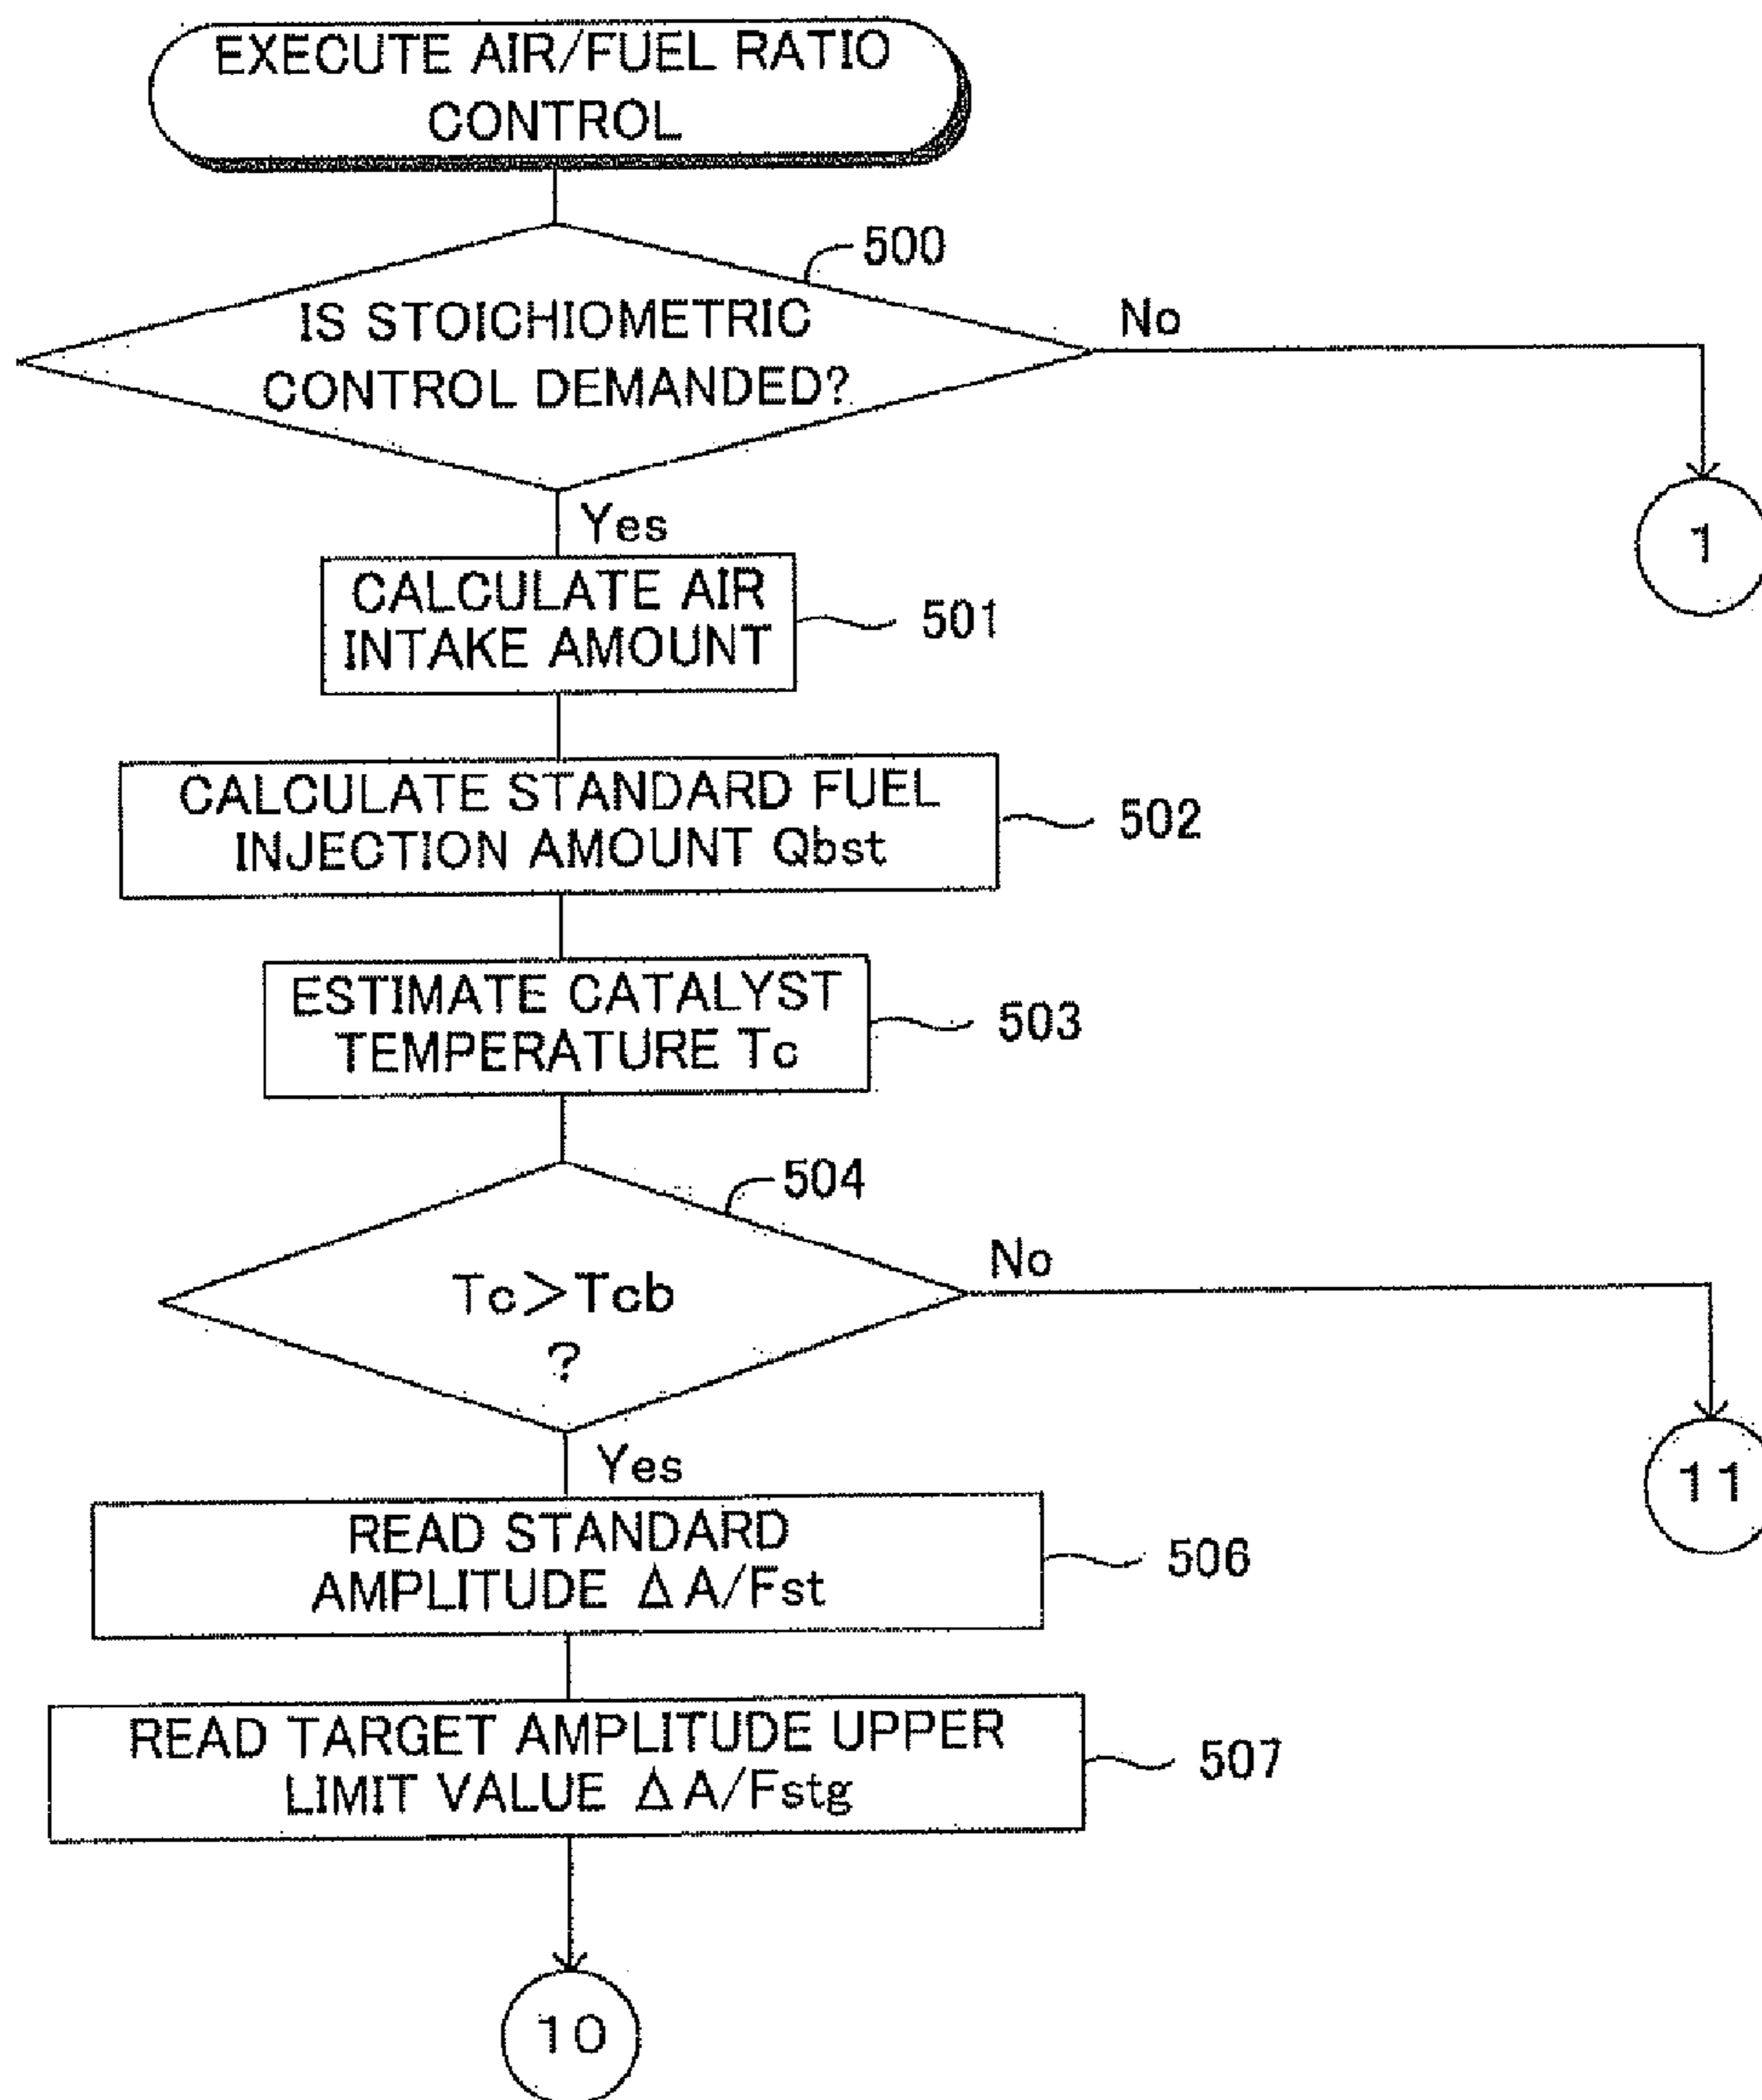 EXECUTE AIR/FUEL RATIO
CONTROL
500
IS STOICHIOMETRIC
CONTROL DEMANDED?
No
1
Yes
CALCULATE AIR
INTAKE AMOUNT
501
CALCULATE STANDARD FUEL
INJECTION AMOUNT Qbst
502
ESTIMATE CATALYST
TEMPERATURE Tc
503
504
Tc>Tcb
?
No
11
Yes
READ STANDARD
AMPLITUDE ΔA/Fst
506
READ TARGET AMPLITUDE UPPER
LIMIT VALUE ΔA/Fstg
507
10